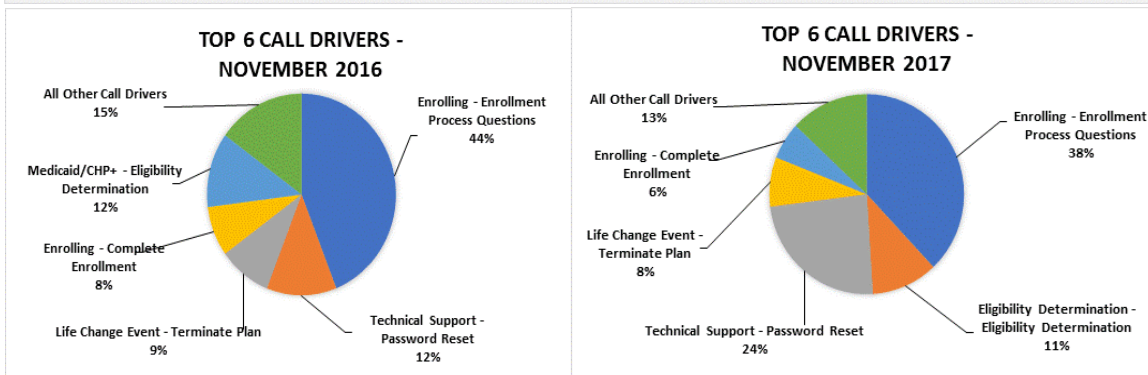 TOP 6 CALL DRIVERS -
NOVEMBER 2016
All Other Call Drivers
15%
Enrolling - Enrollment
Process Questions
44%
Medicaid/CHP+ - Eligibility
Determination
12%
Enrolling - Complete
Enrollment
8%
Life Change Event - Terminate Plan
9%
Technical Support -
Password Reset
12%
TOP 6 CALL DRIVERS -
NOVEMBER 2017
All Other Call Drivers
13%
Enrolling - Enrollment
Process Questions
38%
Enrolling - Complete
Enrollment
6%
Life Change Event -
Terminate Plan
8%
Technical Support - Password Reset
24%
Eligibility Determination -
Eligibility Determination
11%